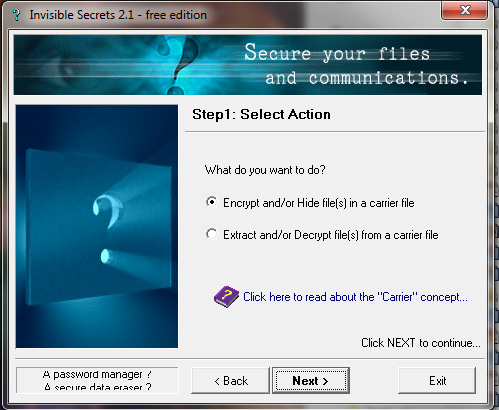 Invisible Secrets 2.1 - free edition
Secure your files
and communications.
Step1: Select Action
What do you want to do?
Encrypt and/or Hide file(s) in a carrier file
Extract and/or Decrypt file(s) from a carrier file
Click here to read about the "Carrier" concept...
Click NEXT to continue...
A password manager ?
A secure data eraser ?
< Back
Next >
Exit